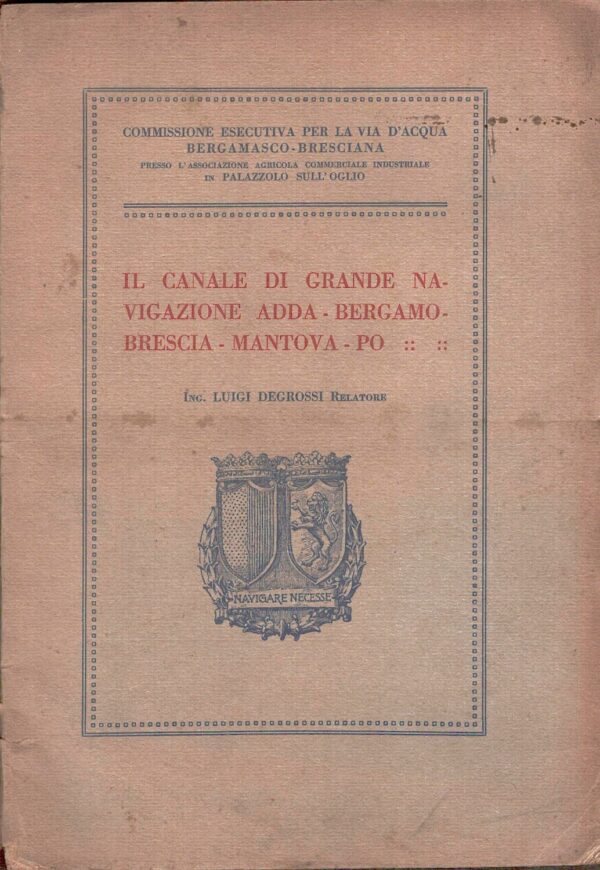 COMMISSIONE ESECUTIVA PER LA VIA D'ACQUA
BERGAMASCO-BRESCIANA
PRESSO L'ASSOCIAZIONE AGRICOLA COMMERCIALE INDUSTRIALE
IN PALAZZOLO SULL'OGLIO
IL CANALE DI GRANDE NA-
VIGAZIONE ADDA - BERGAMO-
BRESCIA - MANTOVA - PO :: ::
ING. LUIGI DEGROSSI RELATORE
NAVIGARE NECESSE